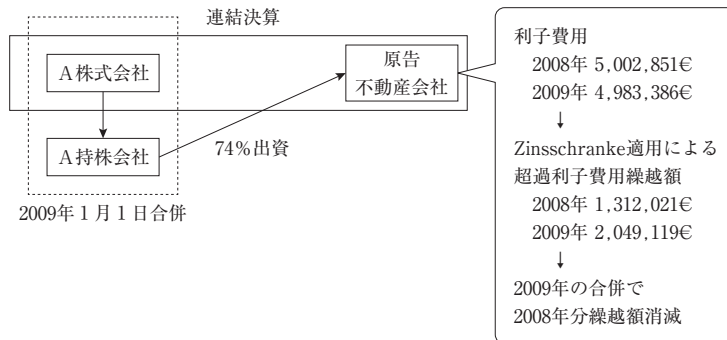 連結決算
A株式会社
原告
不動産会社
A持株会社
74%出資
2009年1月1日合併
利子費用
2008年 5,002,851€
2009年 4,983,386€
↓
Zinsschranke適用による
超過利子費用繰越額
2008年 1,312,021€
2009年 2,049,119€
↓
2009年の合併で
2008年分繰越額消滅